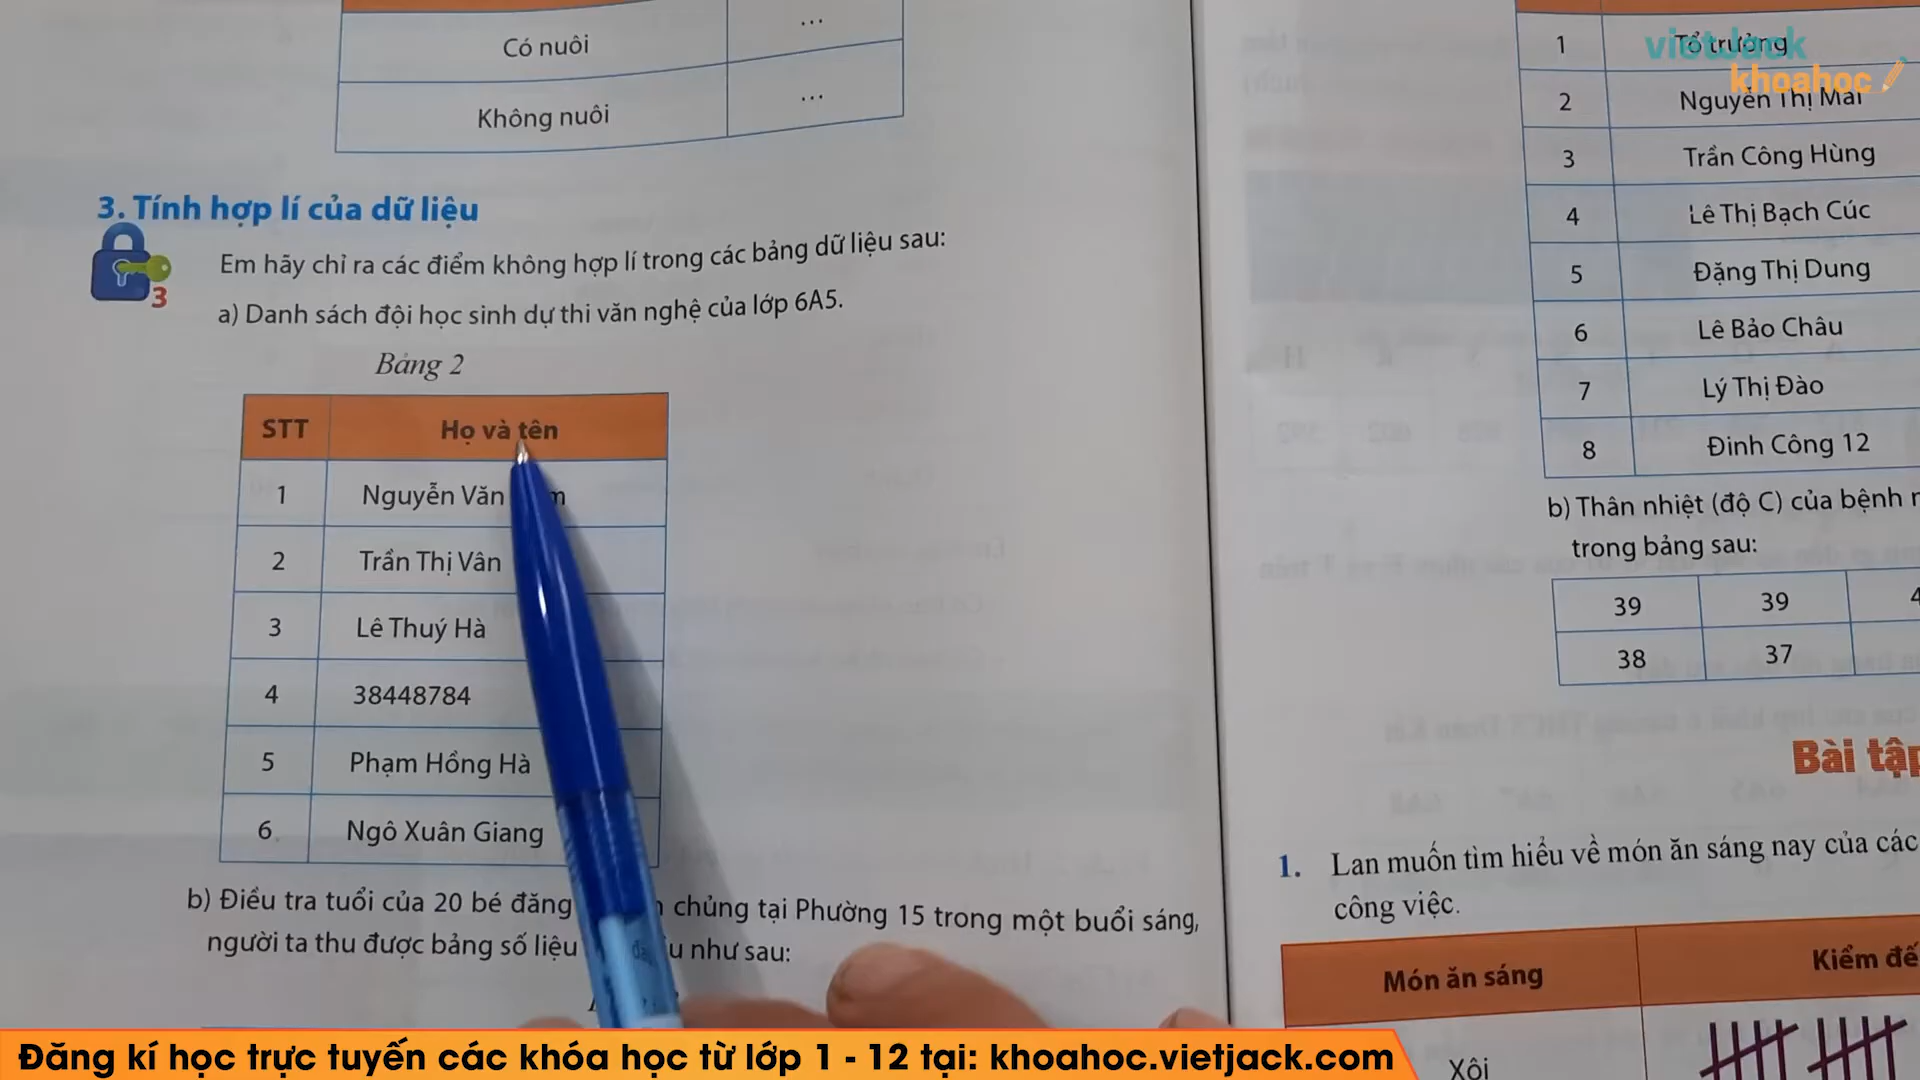 Có nuôi ...
Không nuôi ...
3. Tính hợp lí của dữ liệu
3
Em hãy chỉ ra các điểm không hợp lí trong các bảng dữ liệu sau:
a) Danh sách đội học sinh dự thi văn nghệ của lớp 6A5.
Bảng 2
STT Họ và tên
1 Nguyễn Văn
2 Trần Thị Vân
3 Lê Thuý Hà
4 38448784
5 Phạm Hồng Hà
6 Ngô Xuân Giang
b) Điều tra tuổi của 20 bé đăng chủng tại Phường 15 trong một buổi sáng,
người ta thu được bảng số liệu như sau:
1 Tổ trưởng
2 Nguyễn Thị Mai
3 Trần Công Hùng
4 Lê Thị Bạch Cúc
5 Đặng Thị Dung
6 Lê Bảo Châu
7 Lý Thị Đào
8 Đinh Công 12
b) Thân nhiệt (độ C) của bệnh
trong bảng sau:
39 39
38 37
Bài tập
1. Lan muốn tìm hiểu về món ăn sáng nay của các
công việc.
Món ăn sáng Kiểm đế
Xôi
vietJack
khoahoc
Đăng kí học trực tuyến các khóa học từ lớp 1 - 12 tại: khoahoc.vietjack.com